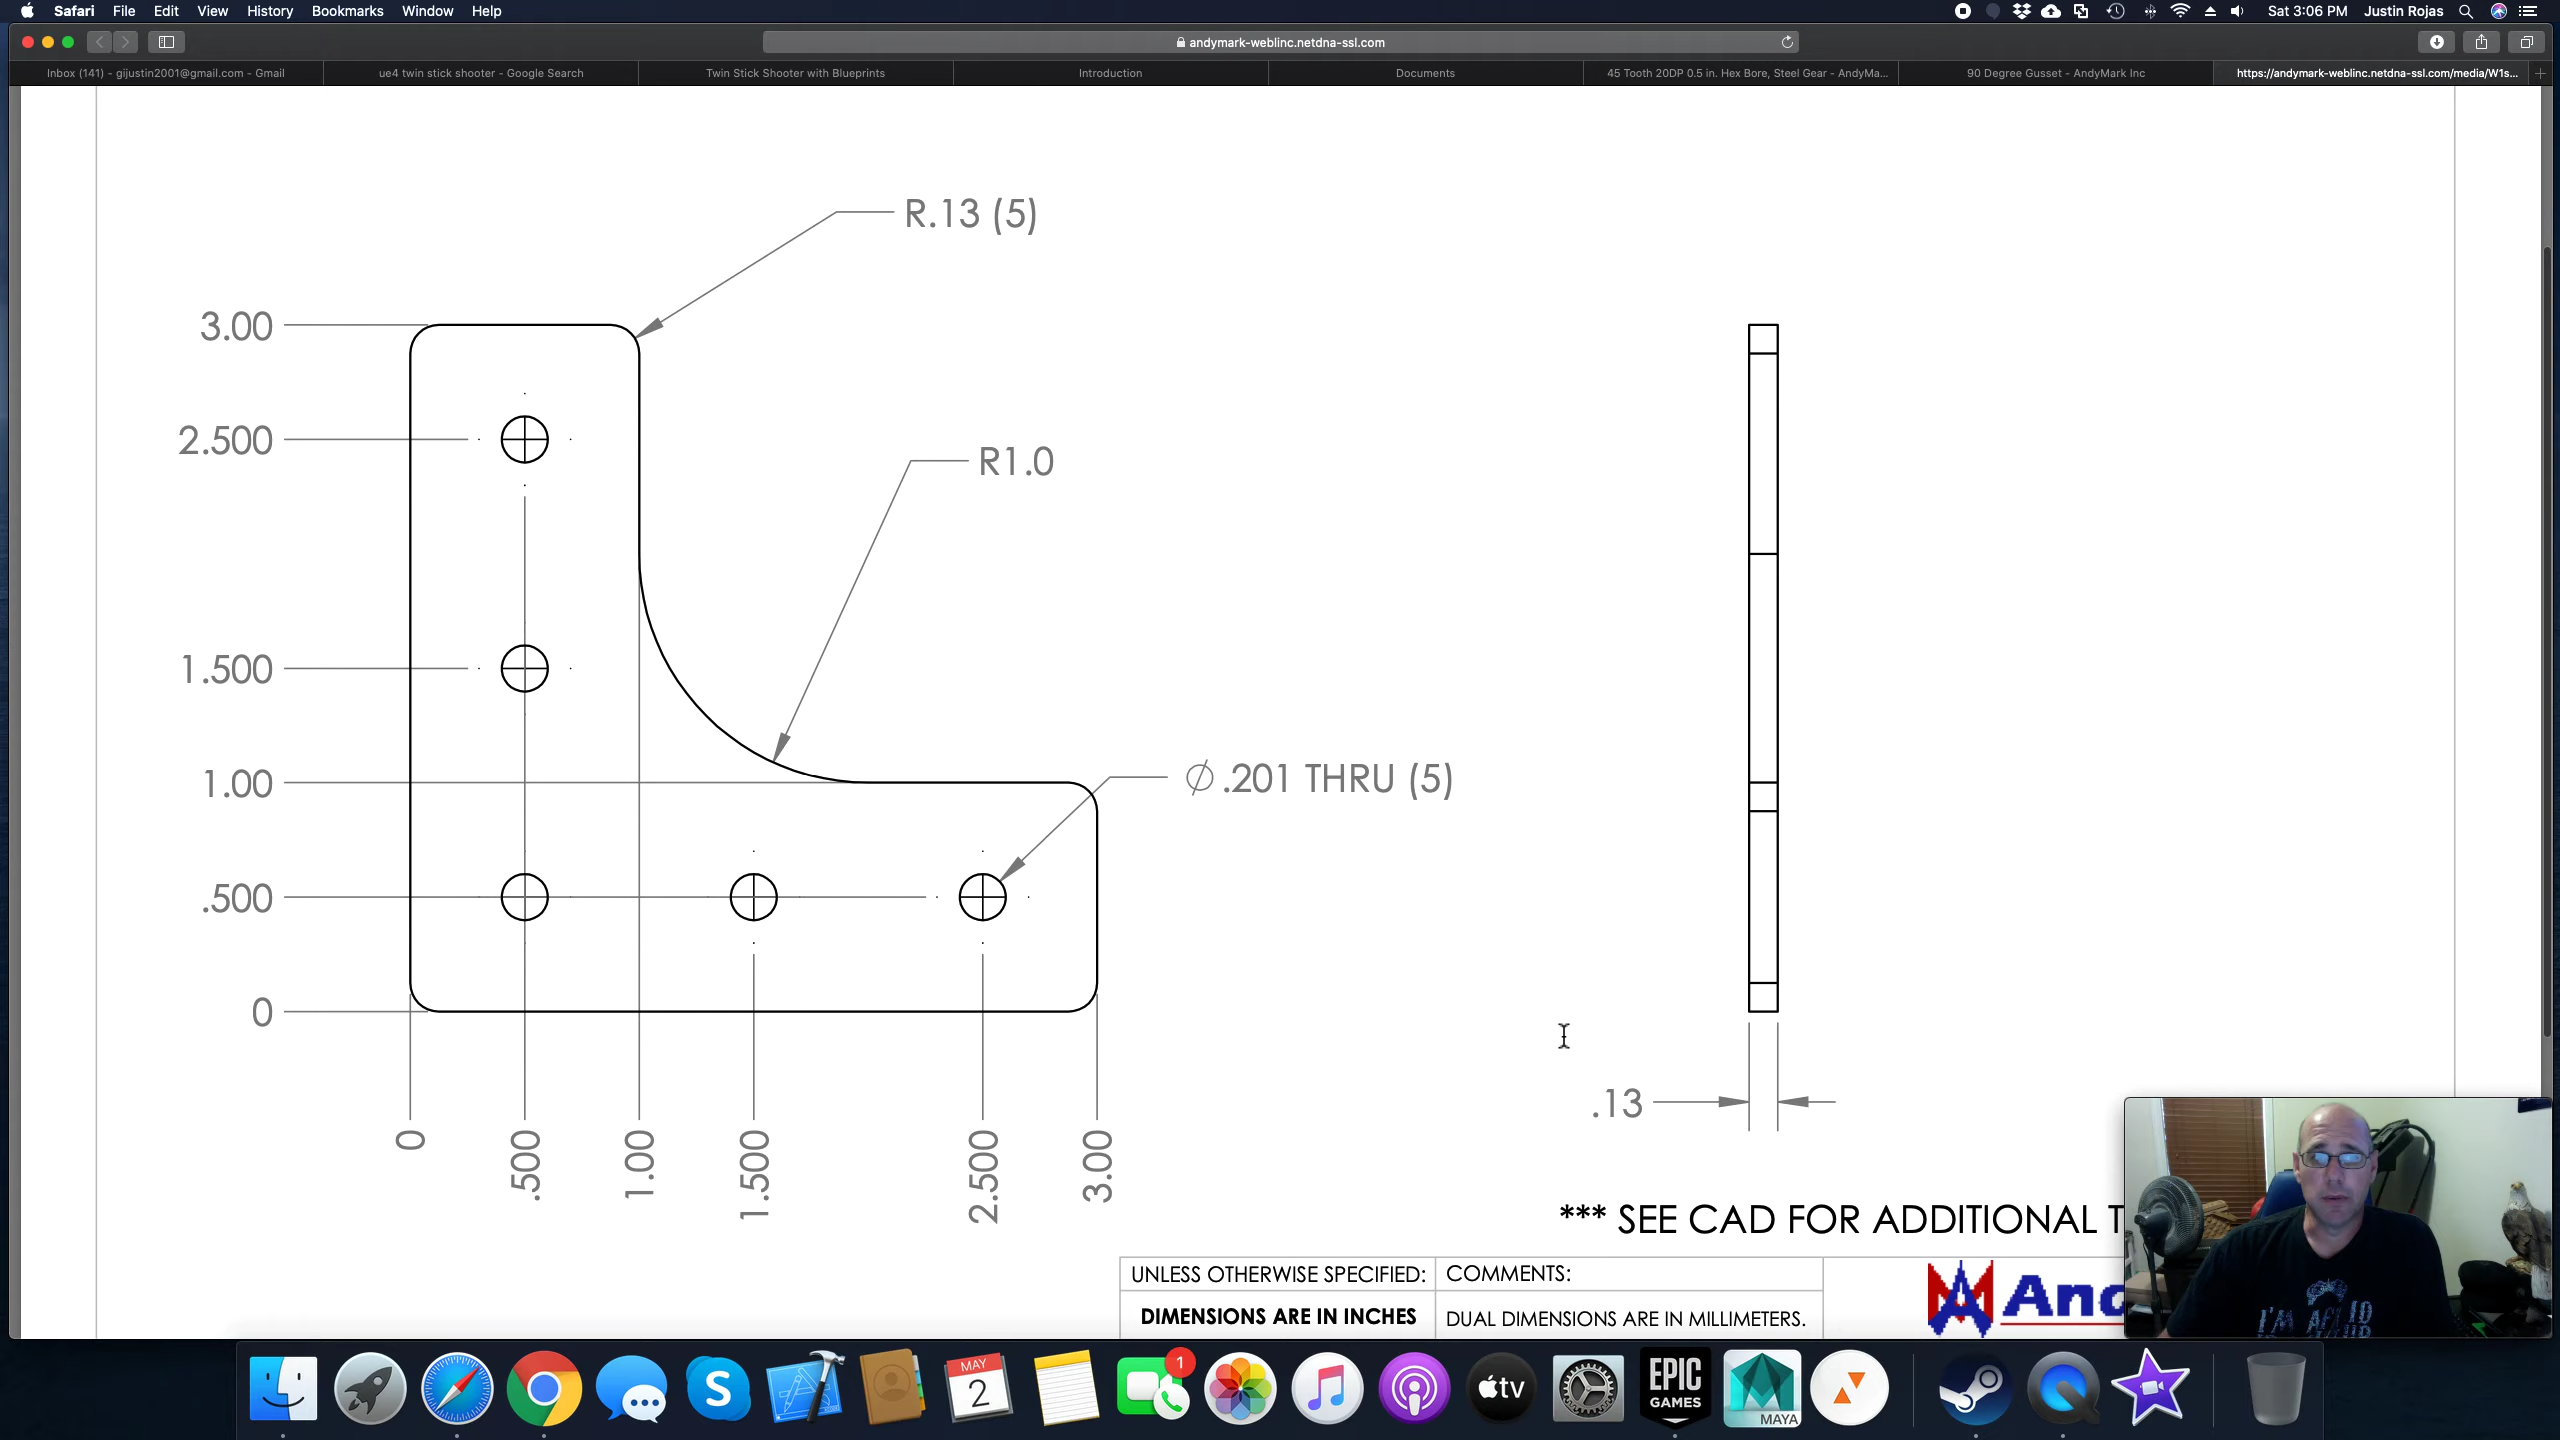 Safari File Edit View History Bookmarks Window Help
Sat 3:06 PM Justin Rojas
andymark-weblinc.netdna-ssl.com
Inbox (141) - gijustin2001@gmail.com - Gmail
ue4 twin stick shooter - Google Search
Twin Stick Shooter with Blueprints
Introduction
Documents
45 Tooth 20DP 0.5 in. Hex Bore, Steel Gear - AndyMa...
90 Degree Gusset - AndyMark Inc
https://andymark-weblinc.netdna-ssl.com/media/W1s...
R.13 (5)
3.00
2.500
R1.0
1.500
1.00
∅ .201 THRU (5)
.500
0
.13
0
.500
1.00
1.500
2.500
3.00
*** SEE CAD FOR ADDITIONAL T
UNLESS OTHERWISE SPECIFIED:
COMMENTS:
DIMENSIONS ARE IN INCHES
DUAL DIMENSIONS ARE IN MILLIMETERS.
And
I'M
MAY
2
1
S
tv
EPIC
GAMES
MAYA